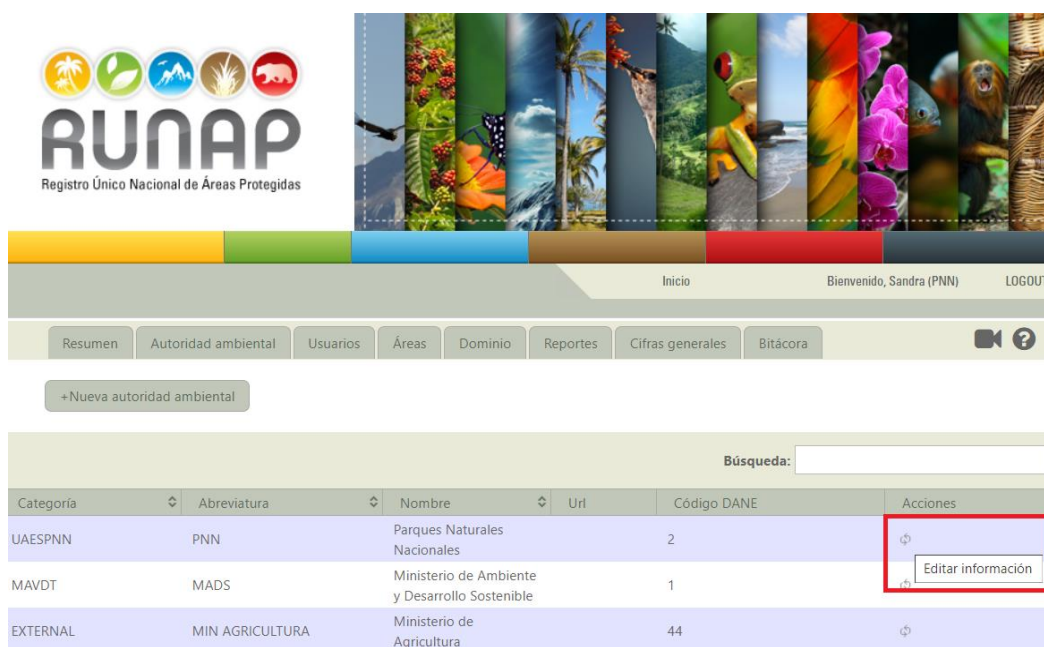 RUNAP
Registro Único Nacional de Áreas Protegidas
Inicio Bienvenido, Sandra (PNN) LOGOUT
Resumen Autoridad ambiental Usuarios Áreas Dominio Reportes Cifras generales Bitácora
+Nueva autoridad ambiental
Búsqueda:
Categoría Abreviatura Nombre Url Código DANE Acciones
UAESPNN PNN Parques Naturales Nacionales 2
Editar información
MAVDT MADS Ministerio de Ambiente y Desarrollo Sostenible 1
EXTERNAL MIN AGRICULTURA Ministerio de Agricultura 44